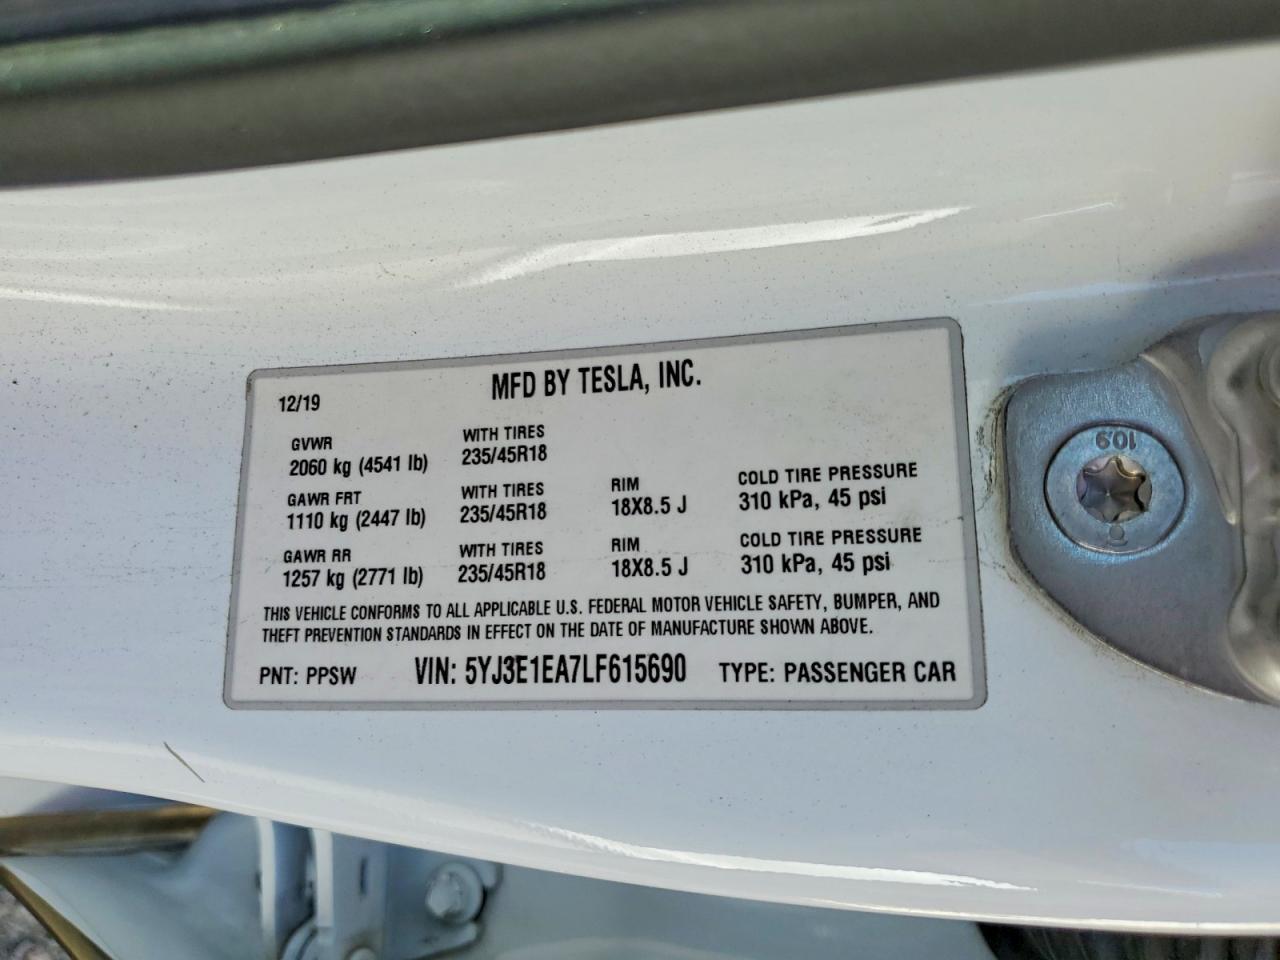 MFD BY TESLA, INC.
12/19
GVWR WITH TIRES
2060 kg (4541 lb) 235/45R18
GAWR FRT WITH TIRES RIM COLD TIRE PRESSURE
1110 kg (2447 lb) 235/45R18 18X8.5 J 310 kPa, 45 psi
GAWR RR WITH TIRES RIM COLD TIRE PRESSURE
1257 kg (2771 lb) 235/45R18 18X8.5 J 310 kPa, 45 psi
THIS VEHICLE CONFORMS TO ALL APPLICABLE U.S. FEDERAL MOTOR VEHICLE SAFETY, BUMPER, AND
THEFT PREVENTION STANDARDS IN EFFECT ON THE DATE OF MANUFACTURE SHOWN ABOVE.
PNT: PPSW VIN: 5YJ3E1EA7LF615690 TYPE: PASSENGER CAR
10.9